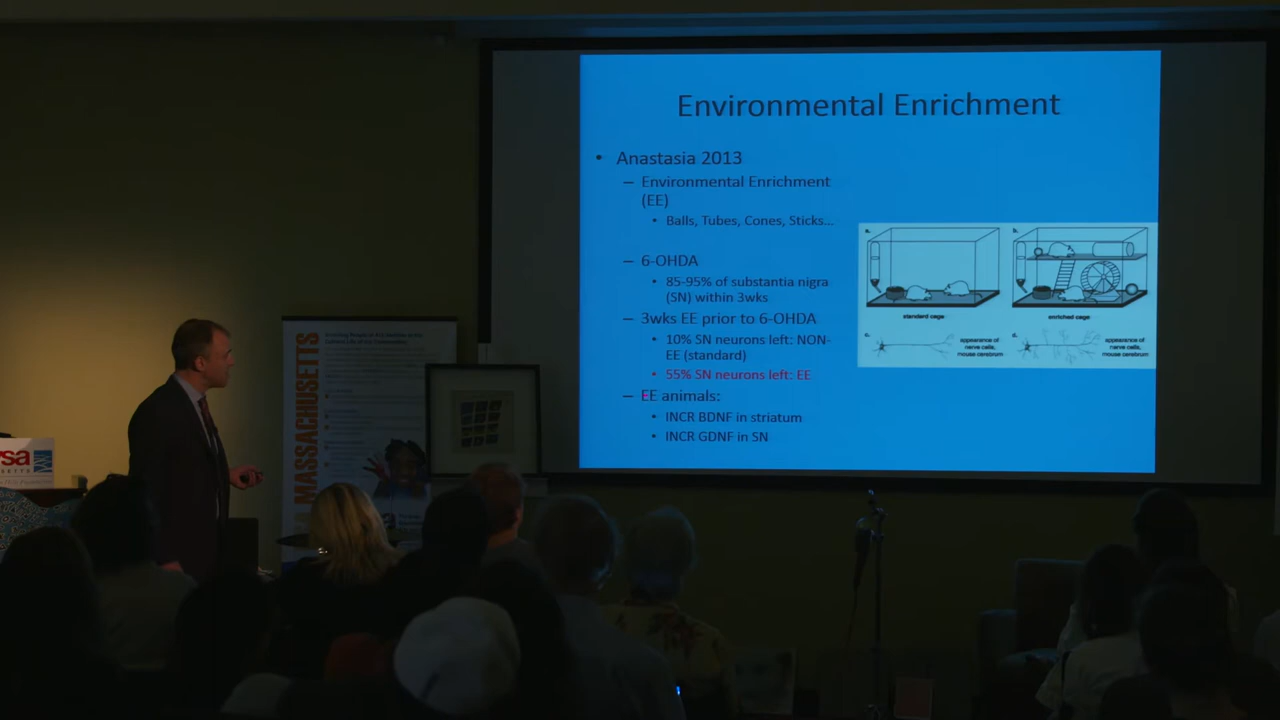 Environmental Enrichment
• Anastasia 2013
– Environmental Enrichment
(EE)
• Balls, Tubes, Cones, Sticks...
– 6-OHDA
• 85-95% of substantia nigra
(SN) within 3wks
– 3wks EE prior to 6-OHDA
• 10% SN neurons left: NON-
EE (standard)
• 55% SN neurons left: EE
– EE animals:
• INCR BDNF in striatum
• INCR GDNF in SN
a.
b.
standard cage
enriched cage
c.
appearance of
nerve cells,
mouse cerebrum
d.
appearance of
nerve cells,
mouse cerebrum
MASSACHUSETTS
sa